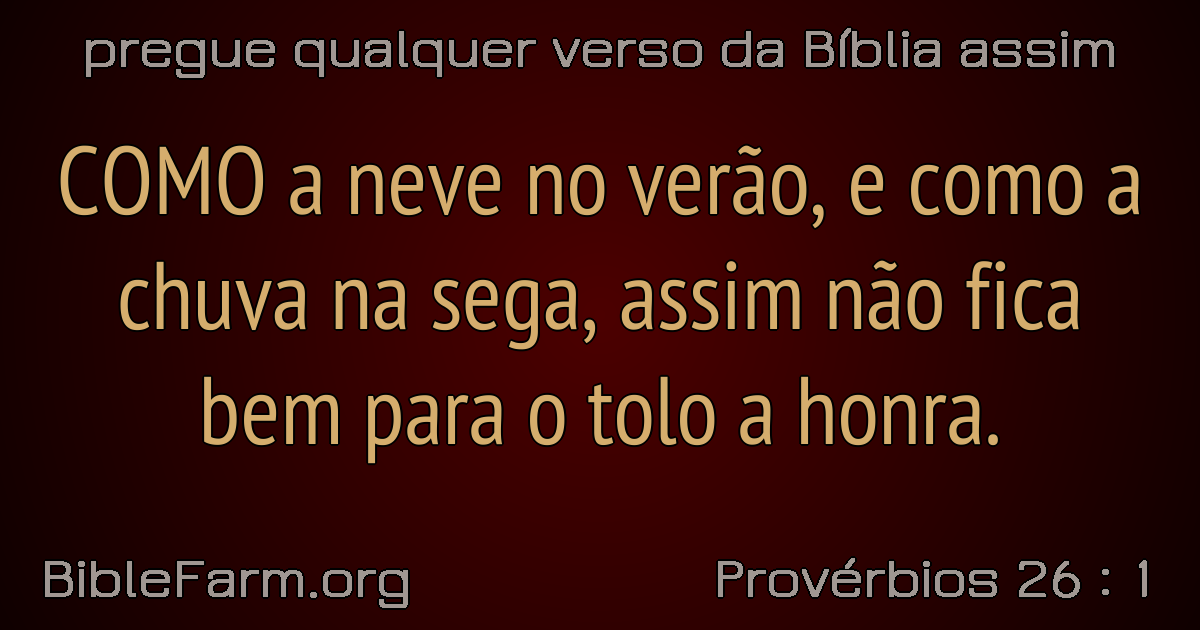 pregue qualquer verso da Bíblia assim
COMO a neve no verão, e como a
chuva na sega, assim não fica
bem para o tolo a honra.
BibleFarm.org
Provérbios 26 : 1